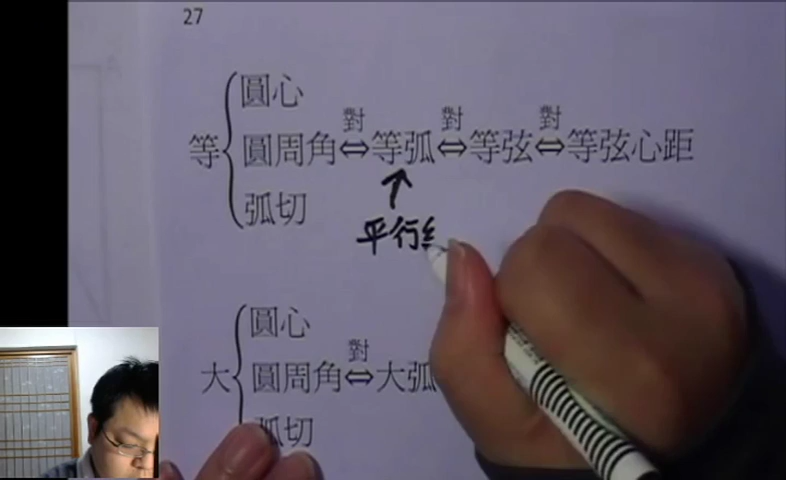 27
圓心
對 對 對
等 圓周角⇔等弧⇔等弦⇔等弦心距
弧切
平行
圓心
對
大 圓周角⇔大弧
弧切